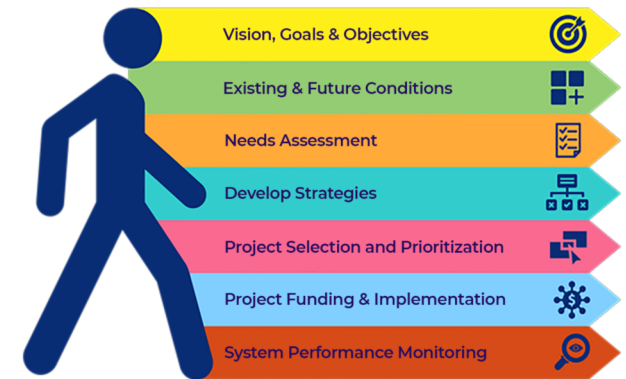 Vision, Goals & Objectives
Existing & Future Conditions
Needs Assessment
Develop Strategies
Project Selection and Prioritization
Project Funding & Implementation
System Performance Monitoring